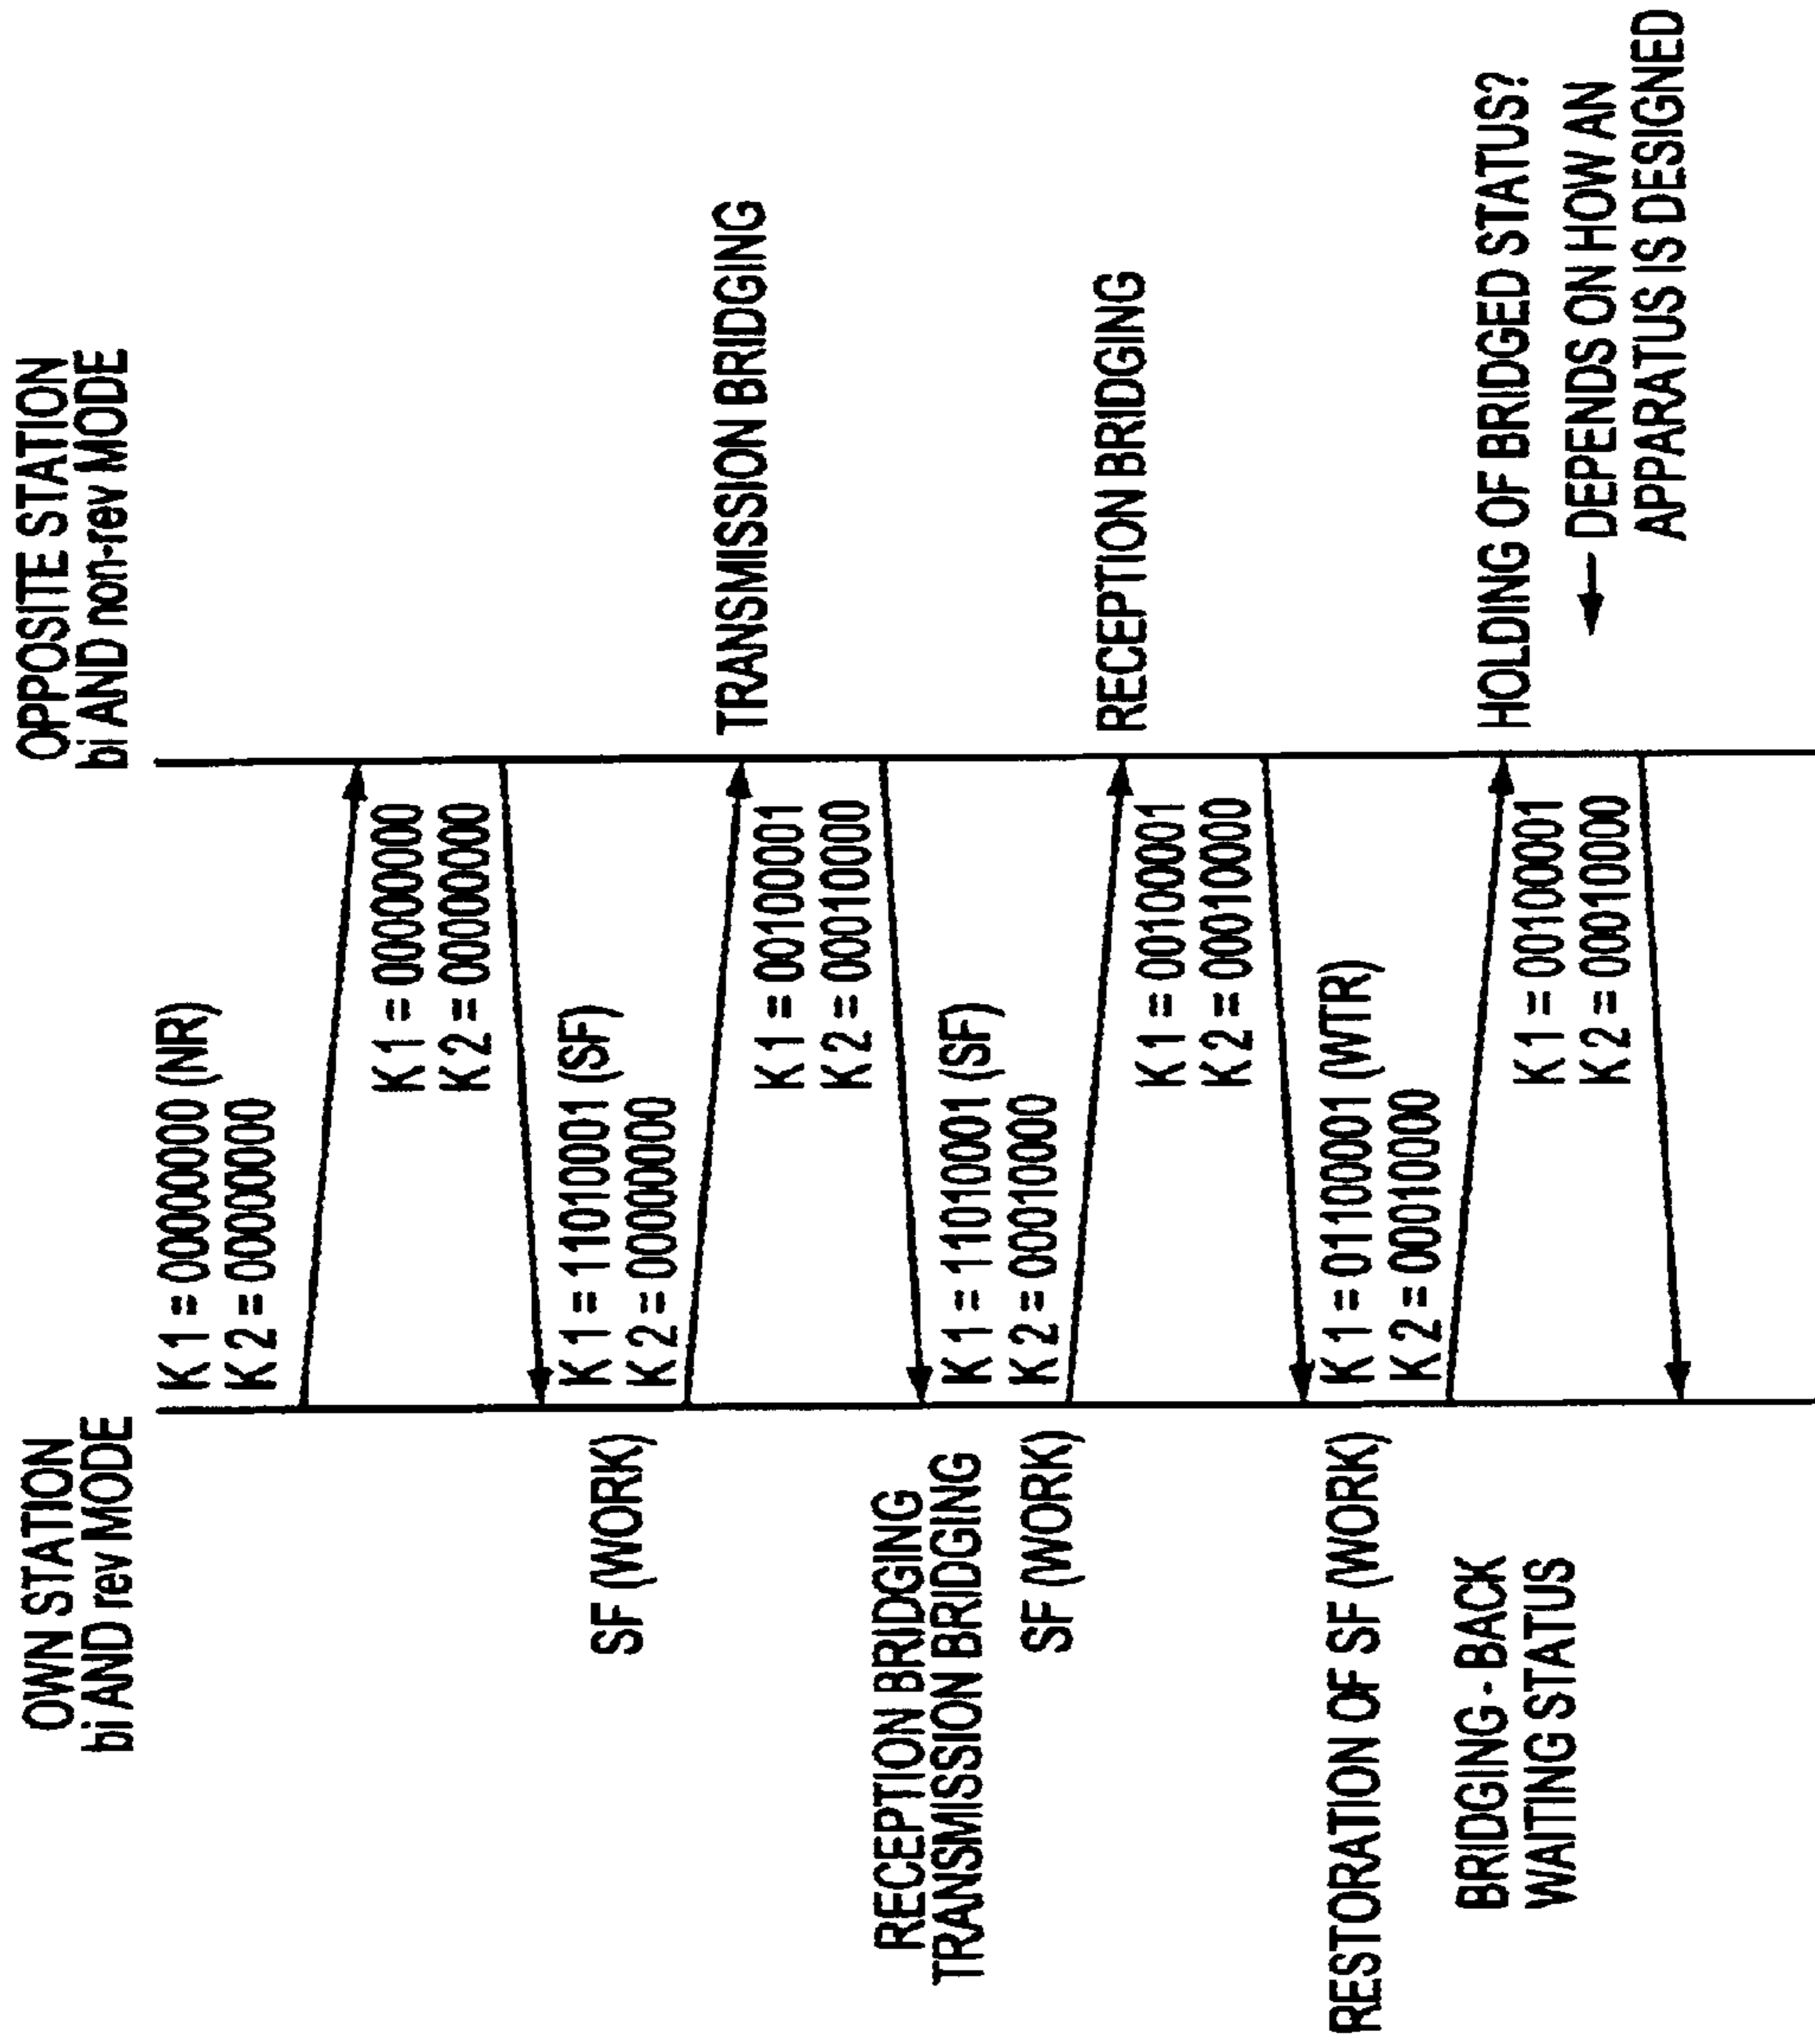 OWN STATION
bi AND rev MODE
OPPOSITE STATION
bi AND non-rev MODE
K 1 = 00000000 (NR)
K 2 = 00000000
K 1 = 00000000
K 2 = 00000000
SF (WORK)
K 1 = 11010001 (SF)
K 2 = 00000000
TRANSMISSION BRIDGING
K 1 = 00100001
K 2 = 00010000
RECEPTION BRIDGING
TRANSMISSION BRIDGING
SF (WORK)
K 1 = 11010001 (SF)
K 2 = 00010000
RECEPTION BRIDGING
K 1 = 00100001
K 2 = 00010000
RESTORATION OF SF (WORK)
K 1 = 01100001 (WTR)
K 2 = 00010000
BRIDGING - BACK
WAITING STATUS
HOLDING OF BRIDGED STATUS?
← DEPENDS ON HOW AN
APPARATUS IS DESIGNED
K 1 = 00100001
K 2 = 00010000